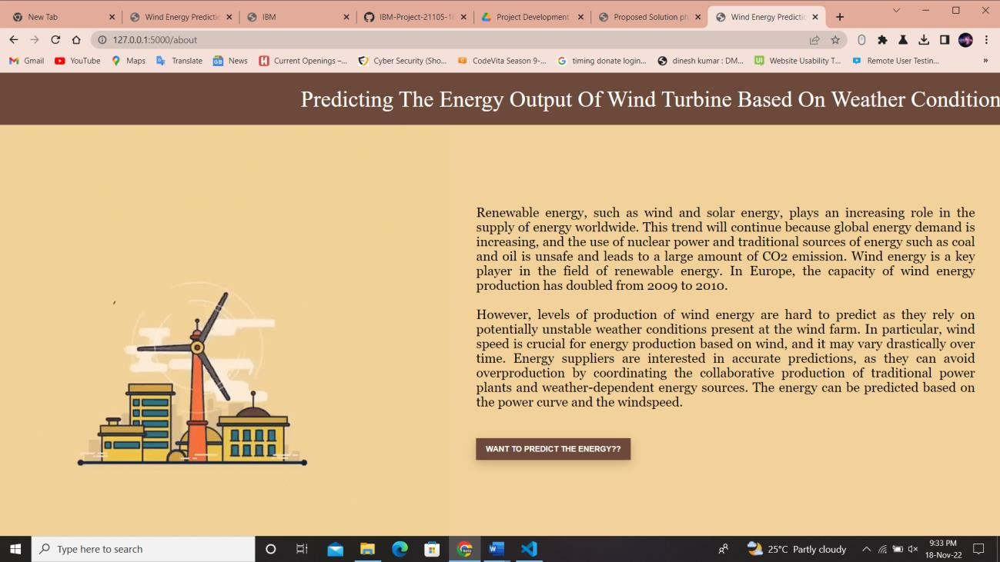 New Tab
Wind Energy Predictic
IBM
IBM-Project-21105-16
Project Development
Proposed Solution ph
Wind Energy Predictic
127.0.0.1:5000/about
Gmail
YouTube
Maps
Translate
News
Current Openings –...
Cyber Security (Sho...
CodeVita Season 9-...
timing donate login...
dinesh kumar : DM...
Website Usability T...
Remote User Testin...
»
Predicting The Energy Output Of Wind Turbine Based On Weather Condition
Renewable energy, such as wind and solar energy, plays an increasing role in the
supply of energy worldwide. This trend will continue because global energy demand is
increasing, and the use of nuclear power and traditional sources of energy such as coal
and oil is unsafe and leads to a large amount of CO2 emission. Wind energy is a key
player in the field of renewable energy. In Europe, the capacity of wind energy
production has doubled from 2009 to 2010.
However, levels of production of wind energy are hard to predict as they rely on
potentially unstable weather conditions present at the wind farm. In particular, wind
speed is crucial for energy production based on wind, and it may vary drastically over
time. Energy suppliers are interested in accurate predictions, as they can avoid
overproduction by coordinating the collaborative production of traditional power
plants and weather-dependent energy sources. The energy can be predicted based on
the power curve and the windspeed.
WANT TO PREDICT THE ENERGY??
Type here to search
25°C Partly cloudy
9:33 PM
18-Nov-22